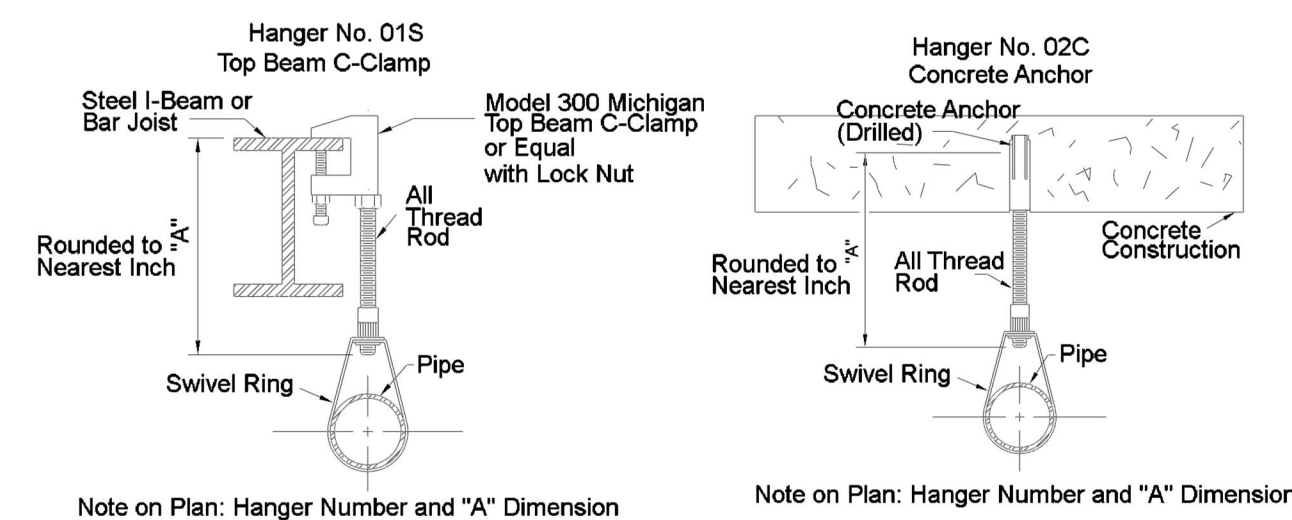 Hanger No. 01S
Top Beam C-Clamp
Steel I-Beam or
Bar Joist
Model 300 Michigan
Top Beam C-Clamp
or Equal
with Lock Nut
All
Thread
Rod
"A"
Rounded to
Nearest Inch
Pipe
Swivel Ring
Note on Plan: Hanger Number and "A" Dimension
Hanger No. 02C
Concrete Anchor
Concrete Anchor
(Drilled)
Concrete
Construction
"A"
Rounded to
Nearest Inch
All Thread
Rod
Pipe
Swivel Ring
Note on Plan: Hanger Number and "A" Dimension